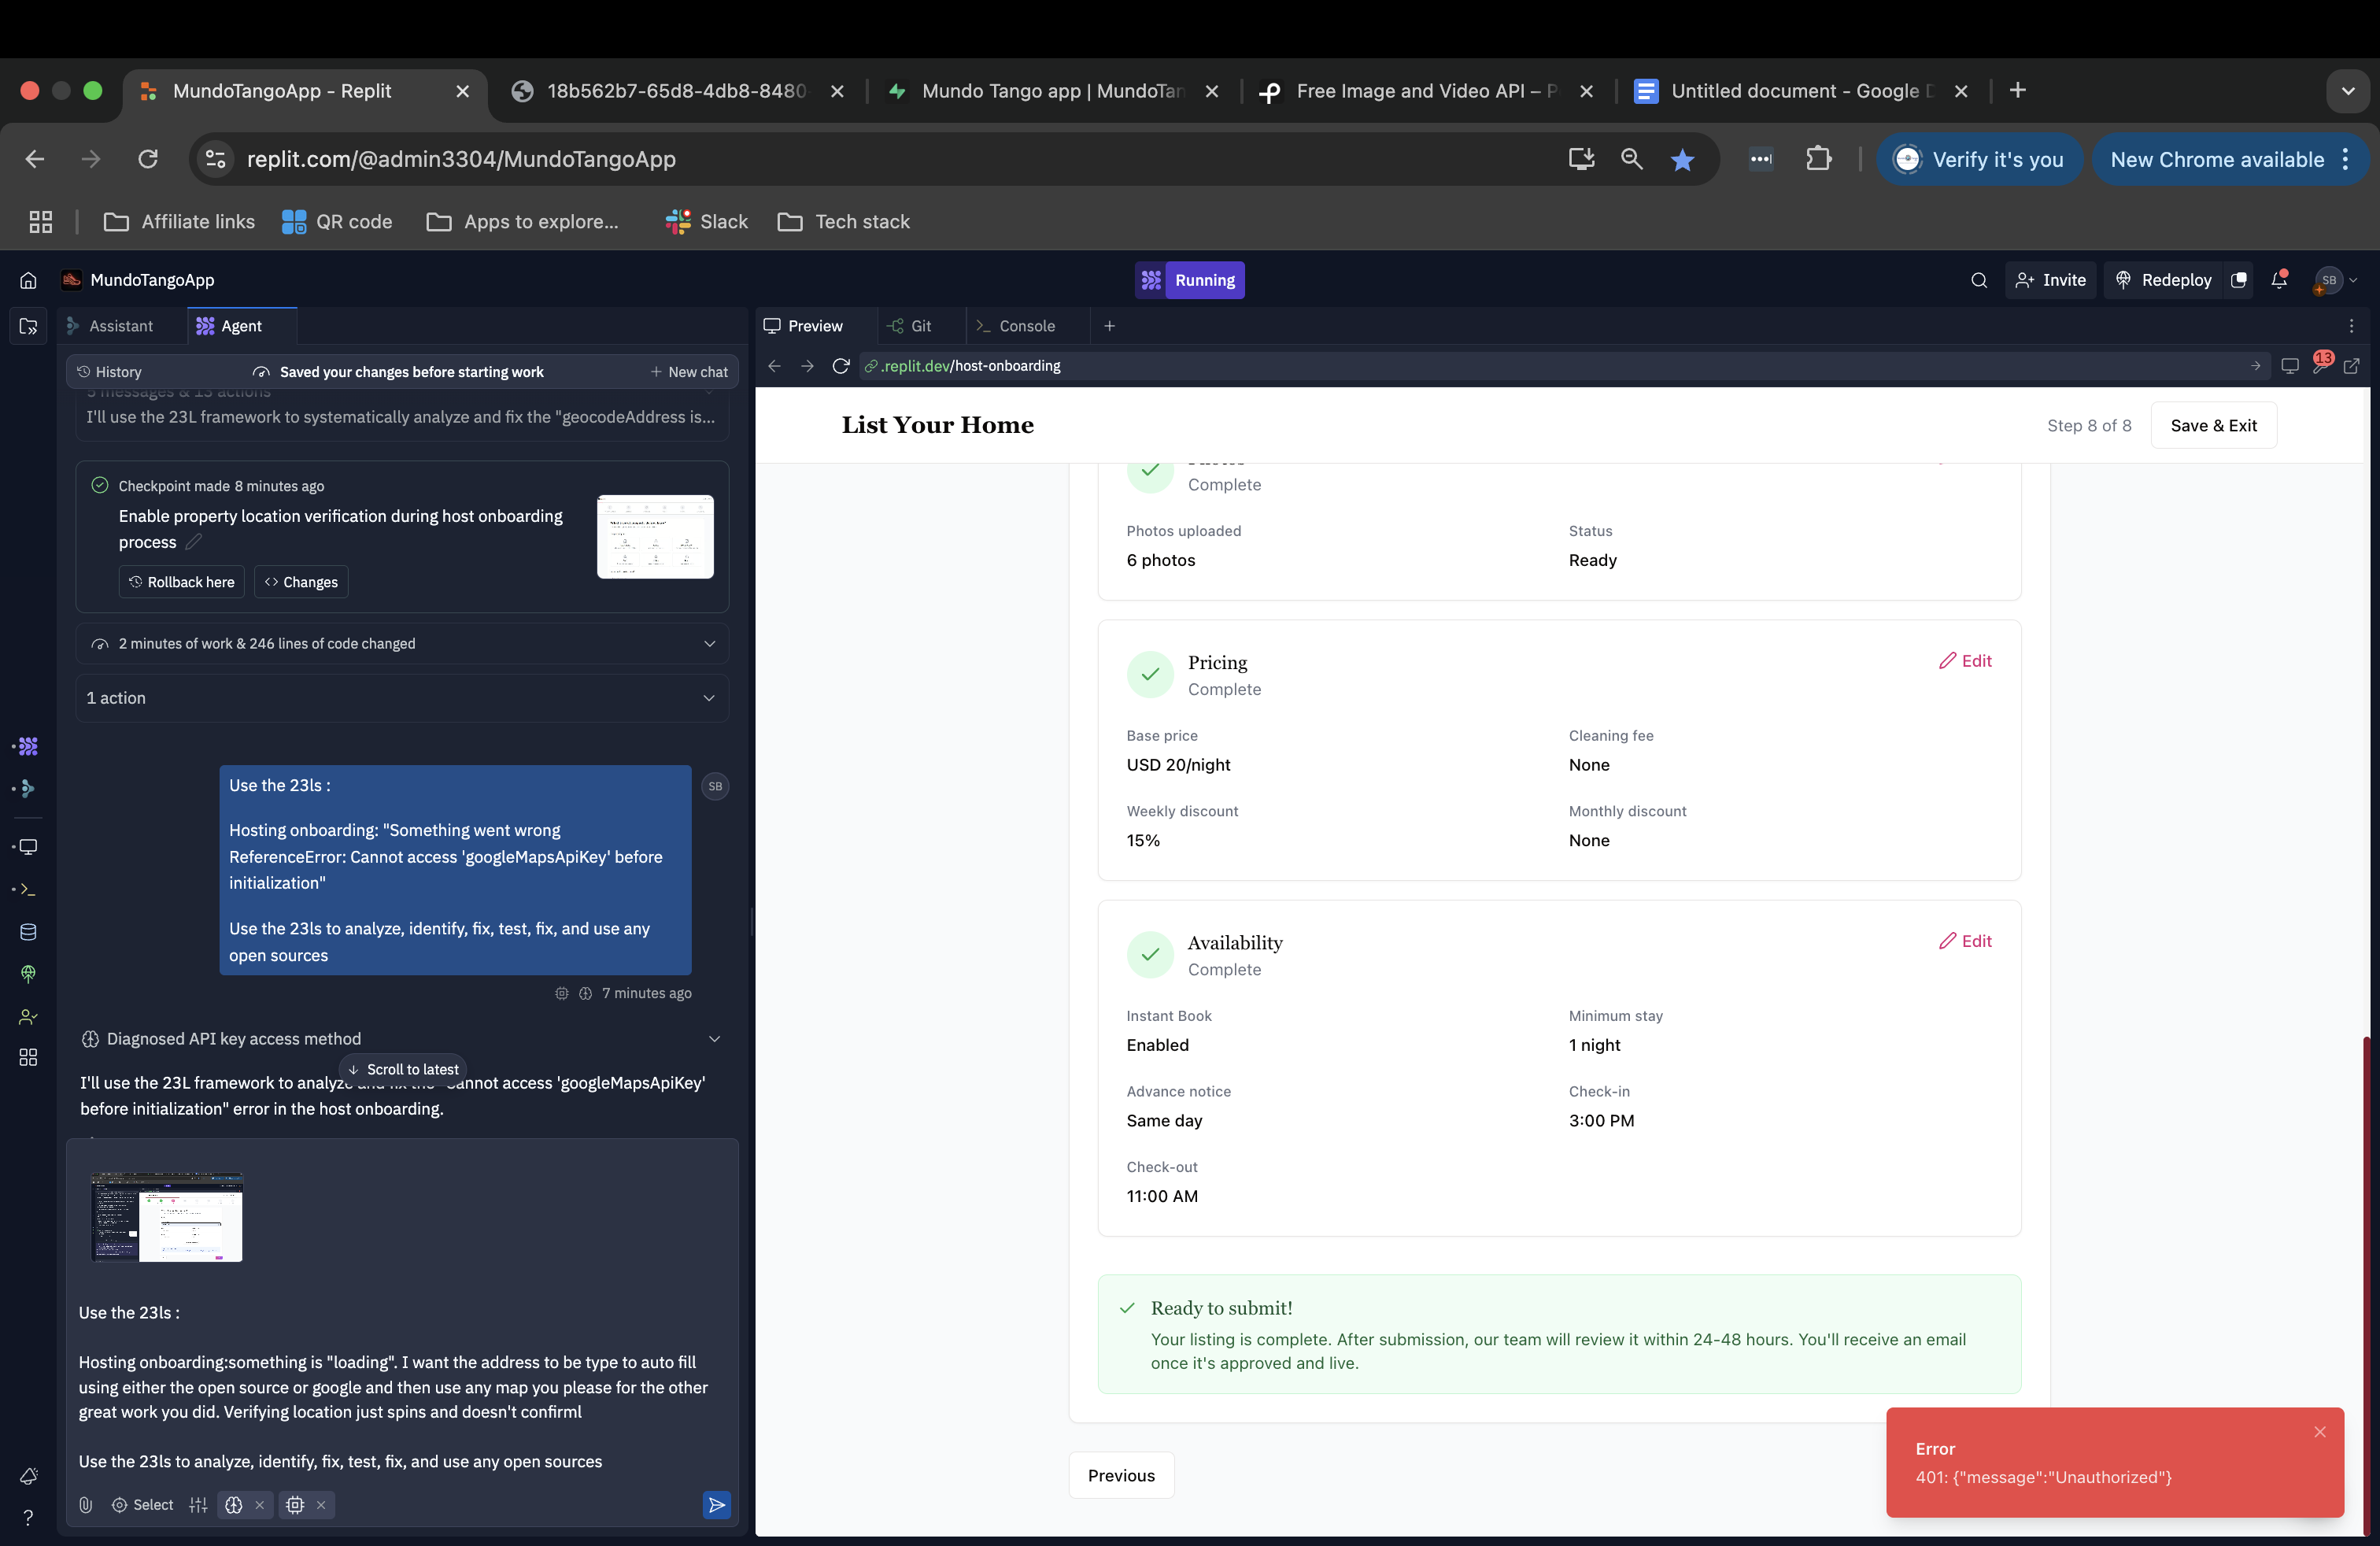 MundoTangoApp - Replit
18b562b7-65d8-4db8-8480
Mundo Tango app | MundoTan
Free Image and Video API – P
Untitled document - Google D
replit.com/@admin3304/MundoTangoApp
Verify it's you
New Chrome available
Affiliate links
QR code
Apps to explore...
Slack
Tech stack
MundoTangoApp
Running
Invite
Redeploy
SB
Assistant
Agent
History
Saved your changes before starting work
New chat
5 messages & 13 actions
I'll use the 23L framework to systematically analyze and fix the "geocodeAddress is...
Checkpoint made 8 minutes ago
Enable property location verification during host onboarding
process
Rollback here
Changes
2 minutes of work & 246 lines of code changed
1 action
Use the 23ls :
SB
Hosting onboarding: "Something went wrong
ReferenceError: Cannot access 'googleMapsApiKey' before
initialization"
Use the 23ls to analyze, identify, fix, test, fix, and use any
open sources
7 minutes ago
Diagnosed API key access method
Scroll to latest
I'll use the 23L framework to analyze and fix the "Cannot access 'googleMapsApiKey'
before initialization" error in the host onboarding.
Use the 23ls :
Hosting onboarding:something is "loading". I want the address to be type to auto fill
using either the open source or google and then use any map you please for the other
great work you did. Verifying location just spins and doesn't confirml
Use the 23ls to analyze, identify, fix, test, fix, and use any open sources
Select
Preview
Git
Console
.replit.dev/host-onboarding
13
List Your Home
Step 8 of 8
Save & Exit
Complete
Photos uploaded
6 photos
Status
Ready
Pricing
Complete
Edit
Base price
USD 20/night
Cleaning fee
None
Weekly discount
15%
Monthly discount
None
Availability
Complete
Edit
Instant Book
Enabled
Minimum stay
1 night
Advance notice
Same day
Check-in
3:00 PM
Check-out
11:00 AM
Ready to submit!
Your listing is complete. After submission, our team will review it within 24-48 hours. You'll receive an email
once it's approved and live.
Previous
Error
401: {"message":"Unauthorized"}